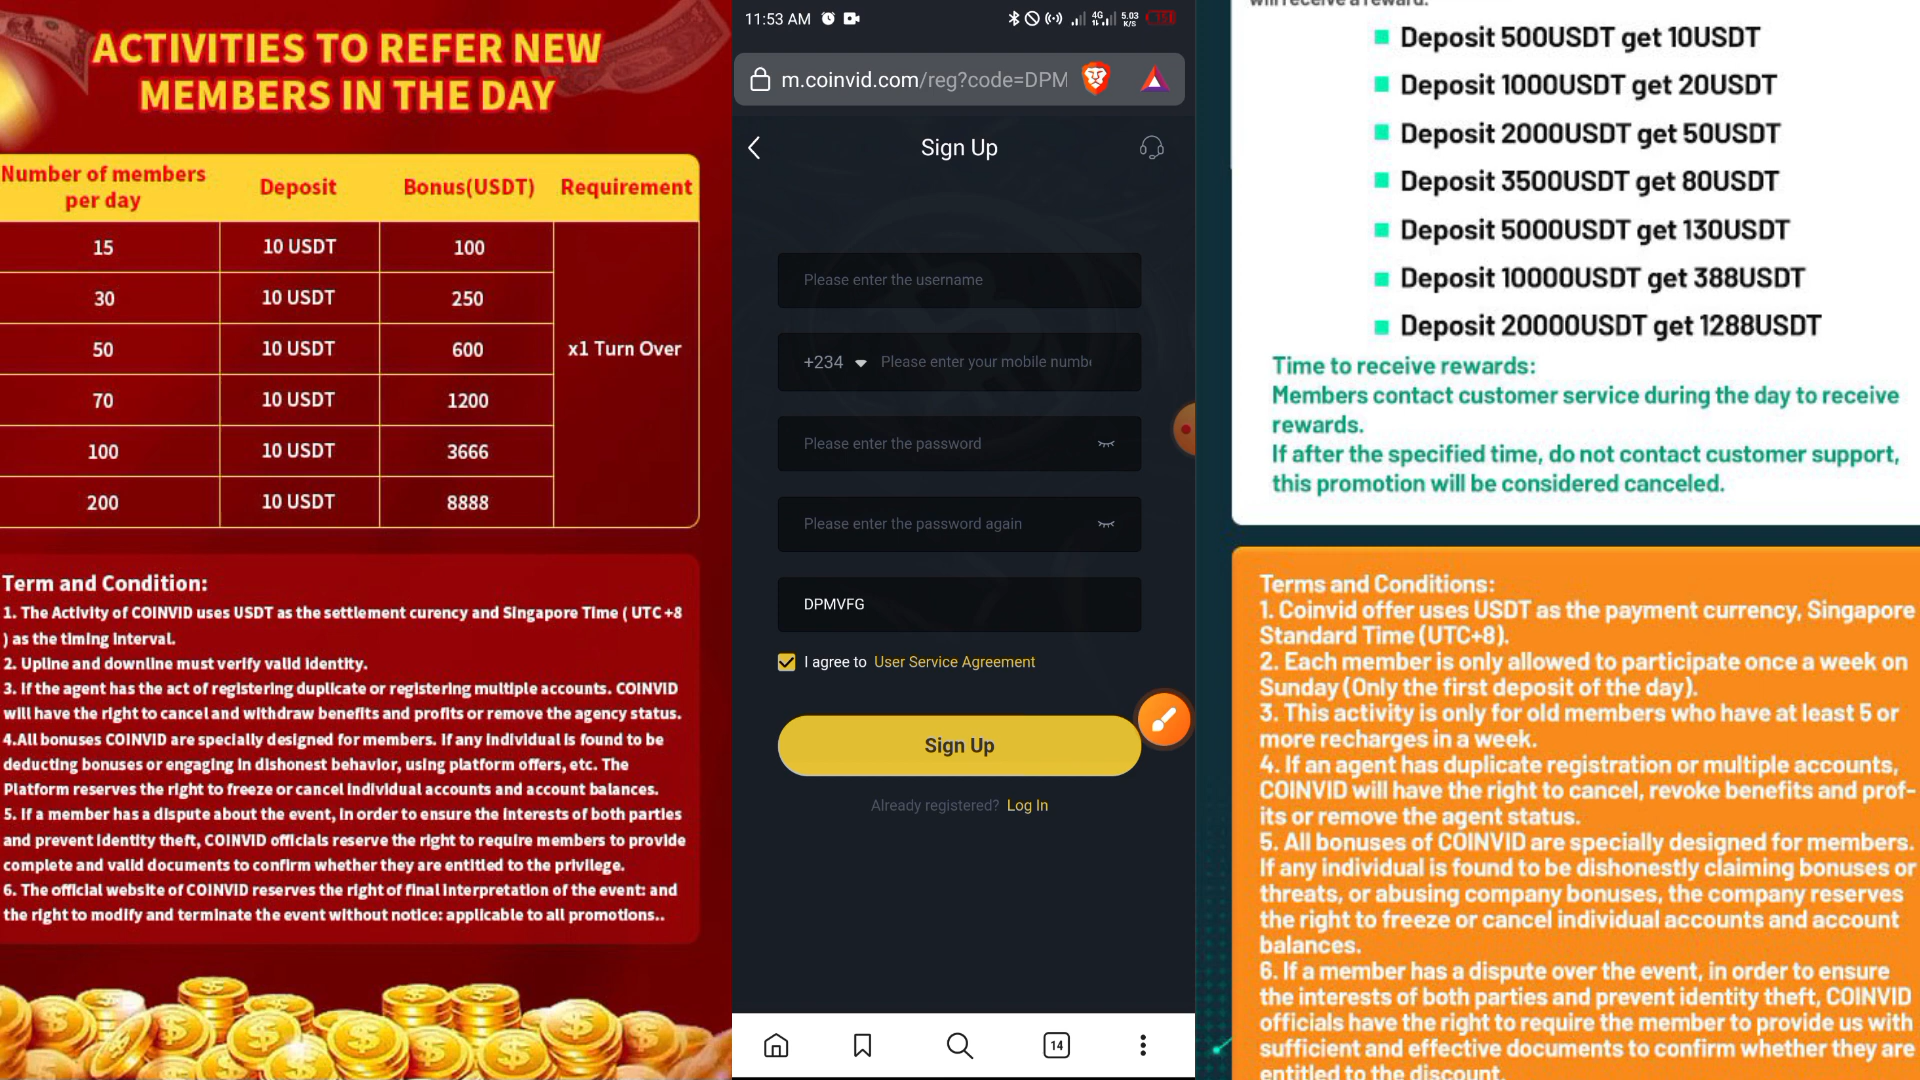 ACTIVITIES TO REFER NEW
MEMBERS IN THE DAY
Number of members per day Deposit Bonus(USDT) Requirement
15 10 USDT 100
30 10 USDT 250
50 10 USDT 600 x1 Turn Over
70 10 USDT 1200
100 10 USDT 3666
200 10 USDT 8888
Term and Condition:
1. The Activity of COINVID uses USDT as the settlement curency and Singapore Time ( UTC +8
) as the timing interval.
2. Upline and downline must verify valid identity.
3. If the agent has the act of registering duplicate or registering multiple accounts. COINVID
will have the right to cancel and withdraw benefits and profits or remove the agency status.
4.All bonuses COINVID are specially designed for members. If any individual is found to be
deducting bonuses or engaging in dishonest behavior, using platform offers, etc. The
Platform reserves the right to freeze or cancel individual accounts and account balances.
5. If a member has a dispute about the event, in order to ensure the interests of both parties
and prevent identity theft, COINVID officials reserve the right to require members to provide
complete and valid documents to confirm whether they are entitled to the privilege.
6. The official website of COINVID reserves the right of final interpretation of the event: and
the right to modify and terminate the event without notice: applicable to all promotions..
11:53 AM 4G 5.03 K/S 15
m.coinvid.com/reg?code=DPM
Sign Up
Please enter the username
+234 Please enter your mobile numbe
Please enter the password
Please enter the password again
DPMVFG
I agree to User Service Agreement
Sign Up
Already registered? Log In
14
will receive a reward.
Deposit 500USDT get 10USDT
Deposit 1000USDT get 20USDT
Deposit 2000USDT get 50USDT
Deposit 3500USDT get 80USDT
Deposit 5000USDT get 130USDT
Deposit 10000USDT get 388USDT
Deposit 20000USDT get 1288USDT
Time to receive rewards:
Members contact customer service during the day to receive
rewards.
If after the specified time, do not contact customer support,
this promotion will be considered canceled.
Terms and Conditions:
1. Coinvid offer uses USDT as the payment currency, Singapore
Standard Time (UTC+8).
2. Each member is only allowed to participate once a week on
Sunday (Only the first deposit of the day).
3. This activity is only for old members who have at least 5 or
more recharges in a week.
4. If an agent has duplicate registration or multiple accounts,
COINVID will have the right to cancel, revoke benefits and prof-
its or remove the agent status.
5. All bonuses of COINVID are specially designed for members.
If any individual is found to be dishonestly claiming bonuses or
threats, or abusing company bonuses, the company reserves
the right to freeze or cancel individual accounts and account
balances.
6. If a member has a dispute over the event, in order to ensure
the interests of both parties and prevent identity theft, COINVID
officials have the right to require the member to provide us with
sufficient and effective documents to confirm whether they are
entitled to the discount.